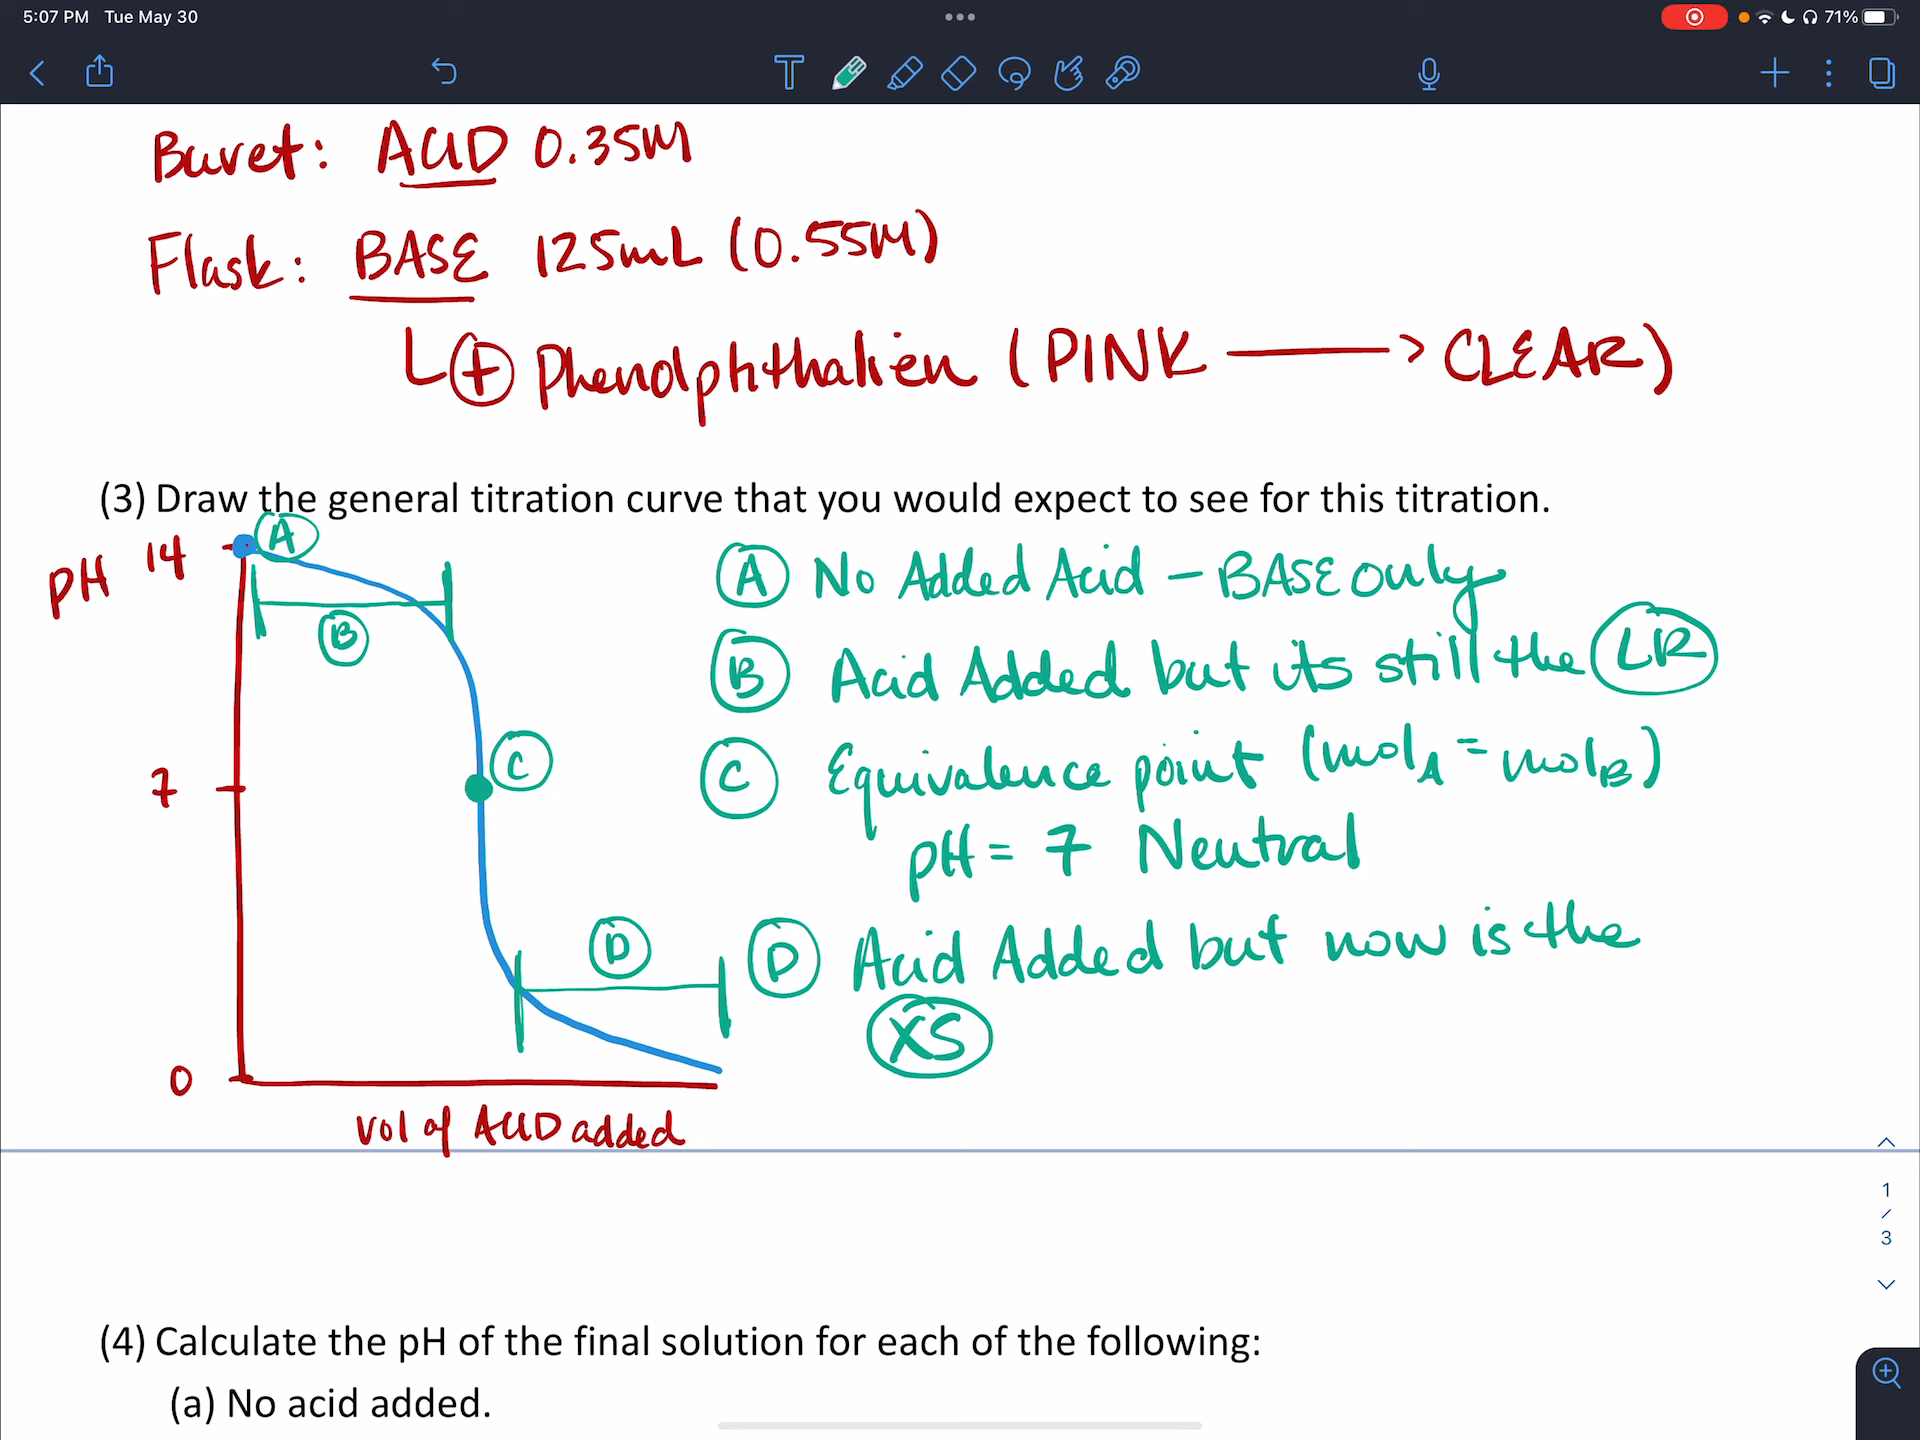 5:07 PM Tue May 30
71%
Buret: ACID 0.35M
Flask: BASE 125mL (0.55M)
L + Phenolphthalien (PINK —> CLEAR)
(3) Draw the general titration curve that you would expect to see for this titration.
pH 14
7
0
A
B
C
D
vol of ACID added
A No Added Acid - BASE only
B Acid Added but its still the LR
C Equivalence point (mol_A = mol_B)
pH = 7 Neutral
D Acid Added but now is the
XS
1
/
3
(4) Calculate the pH of the final solution for each of the following:
(a) No acid added.